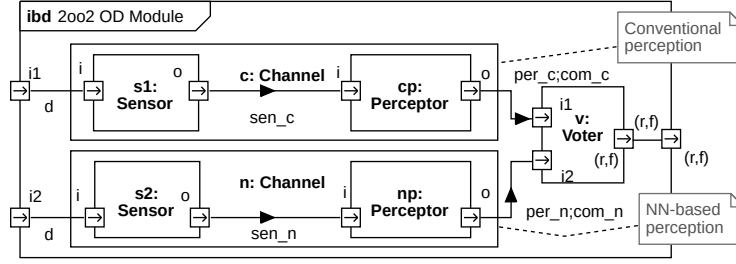 ibd 2oo2 OD Module
Conventional
perception
i1
i
s1:
Sensor
o
c: Channel
i
cp:
Perceptor
o
per_c;com_c
d
sen_c
i1
v:
Voter
(r,f)
(r,f)
(r,f)
i2
i2
i
s2:
Sensor
o
n: Channel
i
np:
Perceptor
o
per_n;com_n
d
sen_n
NN-based
perception